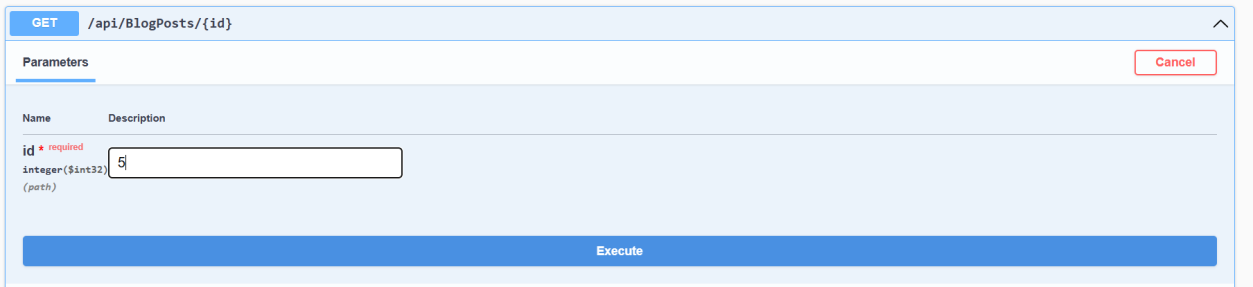 GET /api/BlogPosts/{id}
Parameters Cancel
Name Description
id * required
integer($int32)
(path)
5
Execute